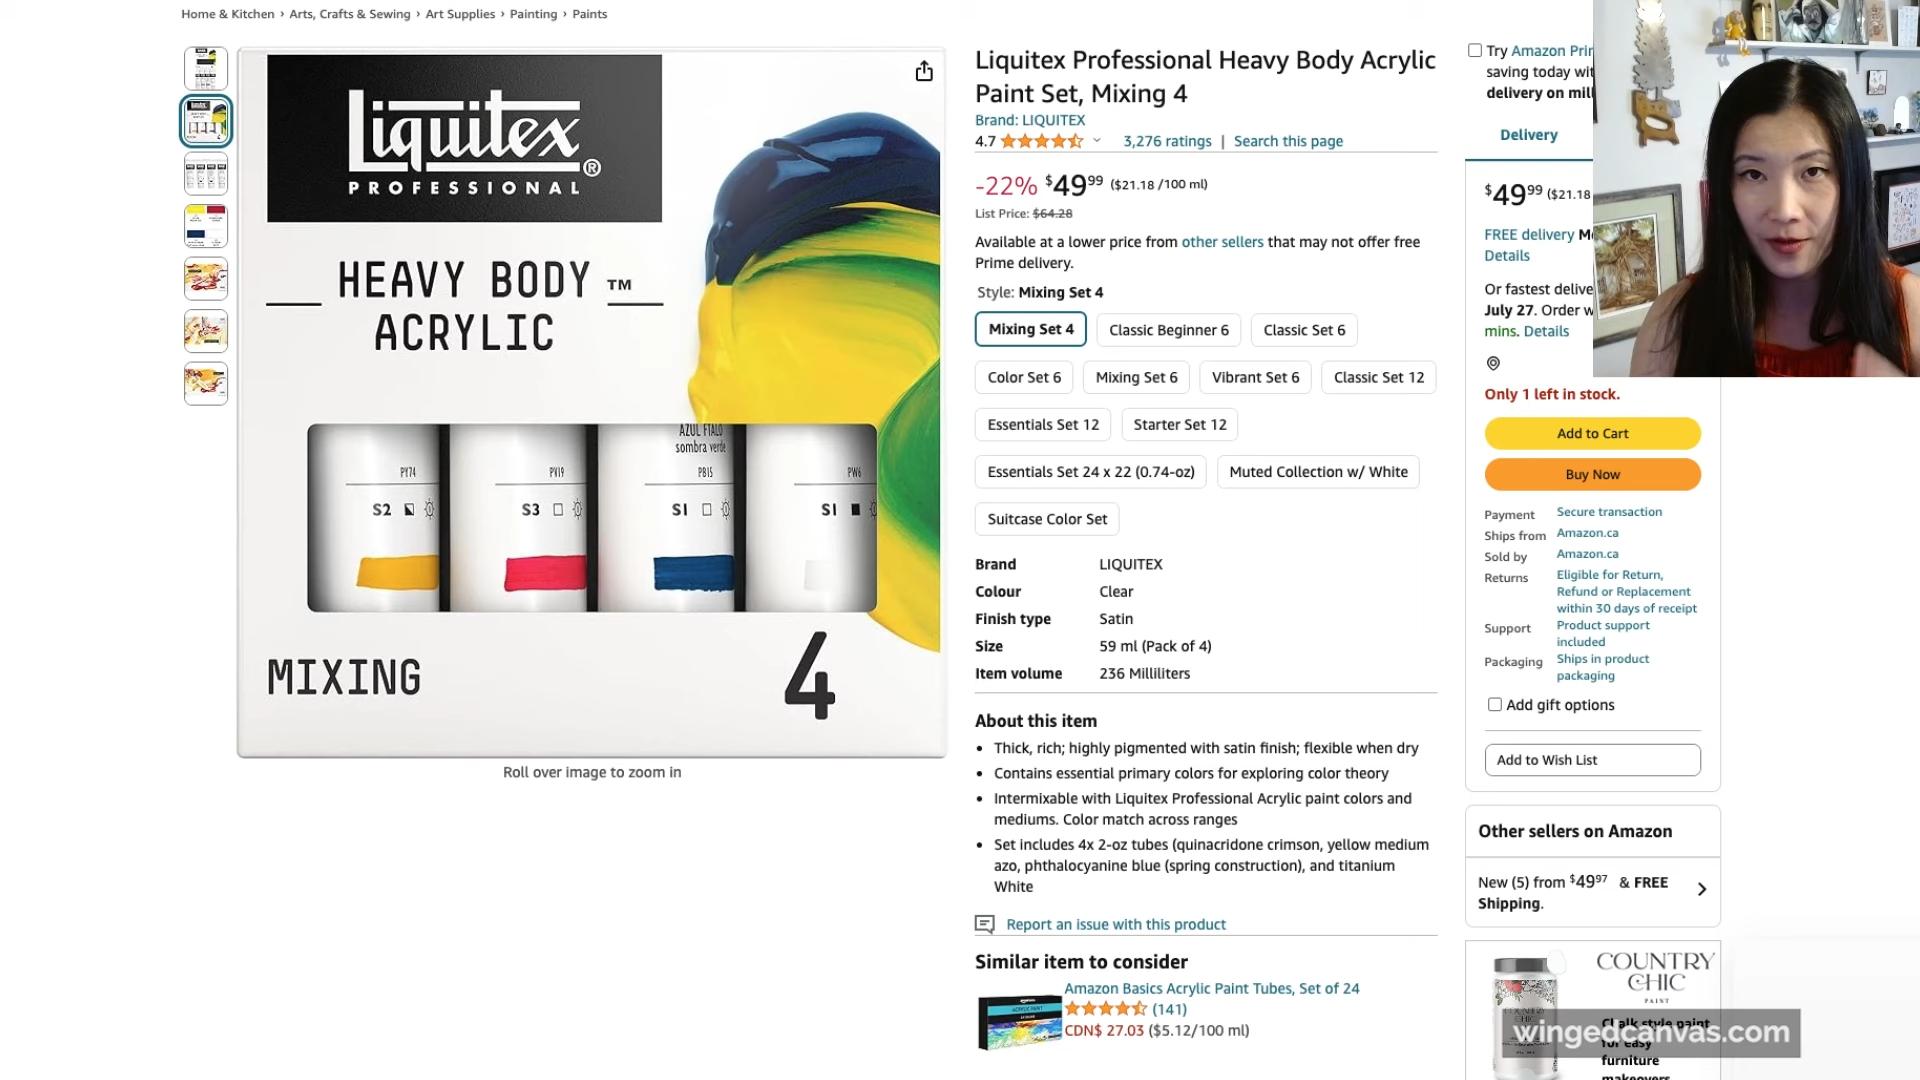 Home & Kitchen › Arts, Crafts & Sewing › Art Supplies › Painting › Paints
Liquitex®
PROFESSIONAL
HEAVY BODY™
ACRYLIC
AZUL FTALO
sombra verde
PY74
PV19
PB15
PW6
S2
S3
S1
S1
MIXING
4
Roll over image to zoom in
Liquitex Professional Heavy Body Acrylic
Paint Set, Mixing 4
Brand: LIQUITEX
4.7
3,276 ratings | Search this page
-22% $49⁹⁹ ($21.18 /100 ml)
List Price: $64.28
Available at a lower price from other sellers that may not offer free
Prime delivery.
Style: Mixing Set 4
Mixing Set 4
Classic Beginner 6
Classic Set 6
Color Set 6
Mixing Set 6
Vibrant Set 6
Classic Set 12
Essentials Set 12
Starter Set 12
Essentials Set 24 x 22 (0.74-oz)
Muted Collection w/ White
Suitcase Color Set
Brand LIQUITEX
Colour Clear
Finish type Satin
Size 59 ml (Pack of 4)
Item volume 236 Milliliters
About this item
• Thick, rich; highly pigmented with satin finish; flexible when dry
• Contains essential primary colors for exploring color theory
• Intermixable with Liquitex Professional Acrylic paint colors and
mediums. Color match across ranges
• Set includes 4x 2-oz tubes (quinacridone crimson, yellow medium
azo, phthalocyanine blue (spring construction), and titanium
White
Report an issue with this product
Similar item to consider
Amazon Basics Acrylic Paint Tubes, Set of 24
(141)
CDN$ 27.03 ($5.12/100 ml)
Try Amazon Pri
saving today wit
delivery on mil
Delivery
$49⁹⁹ ($21.18
FREE delivery M
Details
Or fastest delive
July 27. Order w
mins. Details
Only 1 left in stock.
Add to Cart
Buy Now
Payment Secure transaction
Ships from Amazon.ca
Sold by Amazon.ca
Returns Eligible for Return,
Refund or Replacement
within 30 days of receipt
Support Product support
included
Packaging Ships in product
packaging
Add gift options
Add to Wish List
Other sellers on Amazon
New (5) from $49⁹⁷ & FREE
Shipping.
COUNTRY
CHIC
PAINT
Chalk style paint
for easy
furniture
makeovers
wingedcanvas.com